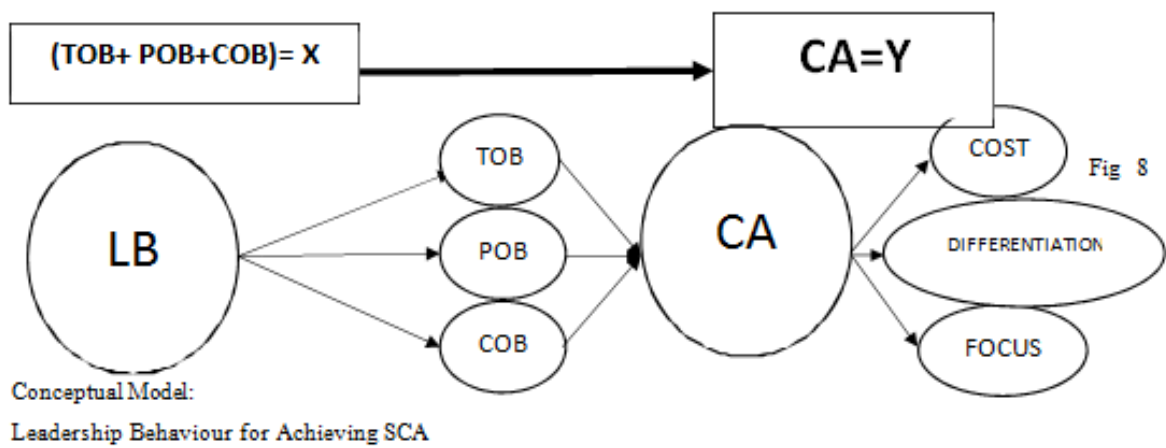 (TOB+ POB+COB)= X
CA=Y
LB
TOB
POB
COB
CA
COST
DIFFERENTIATION
FOCUS
Fig 8
Conceptual Model:
Leadership Behaviour for Achieving SCA